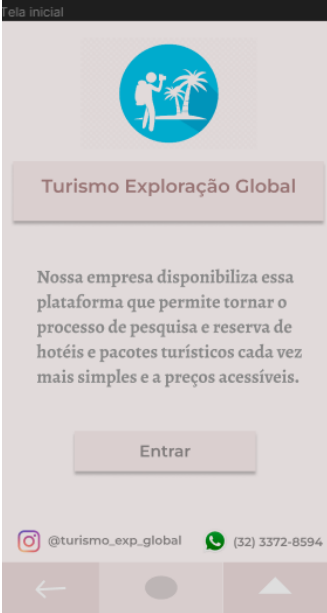 Tela inicial
Turismo Exploração Global
Nossa empresa disponibiliza essa
plataforma que permite tornar o
processo de pesquisa e reserva de
hotéis e pacotes turísticos cada vez
mais simples e a preços acessíveis.
Entrar
@turismo_exp_global (32) 3372-8594